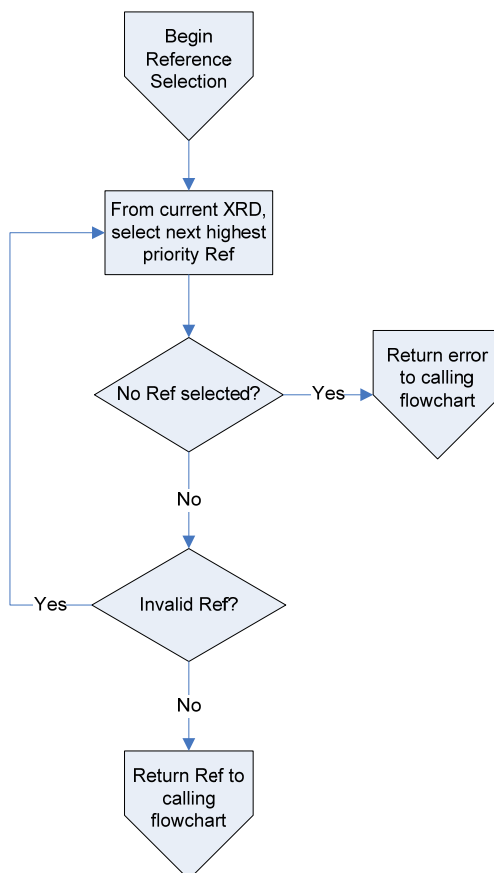 Begin
Reference
Selection
From current XRD,
select next highest
priority Ref
No Ref selected?
Yes
Return error
to calling
flowchart
No
Invalid Ref?
Yes
No
Return Ref to
calling
flowchart